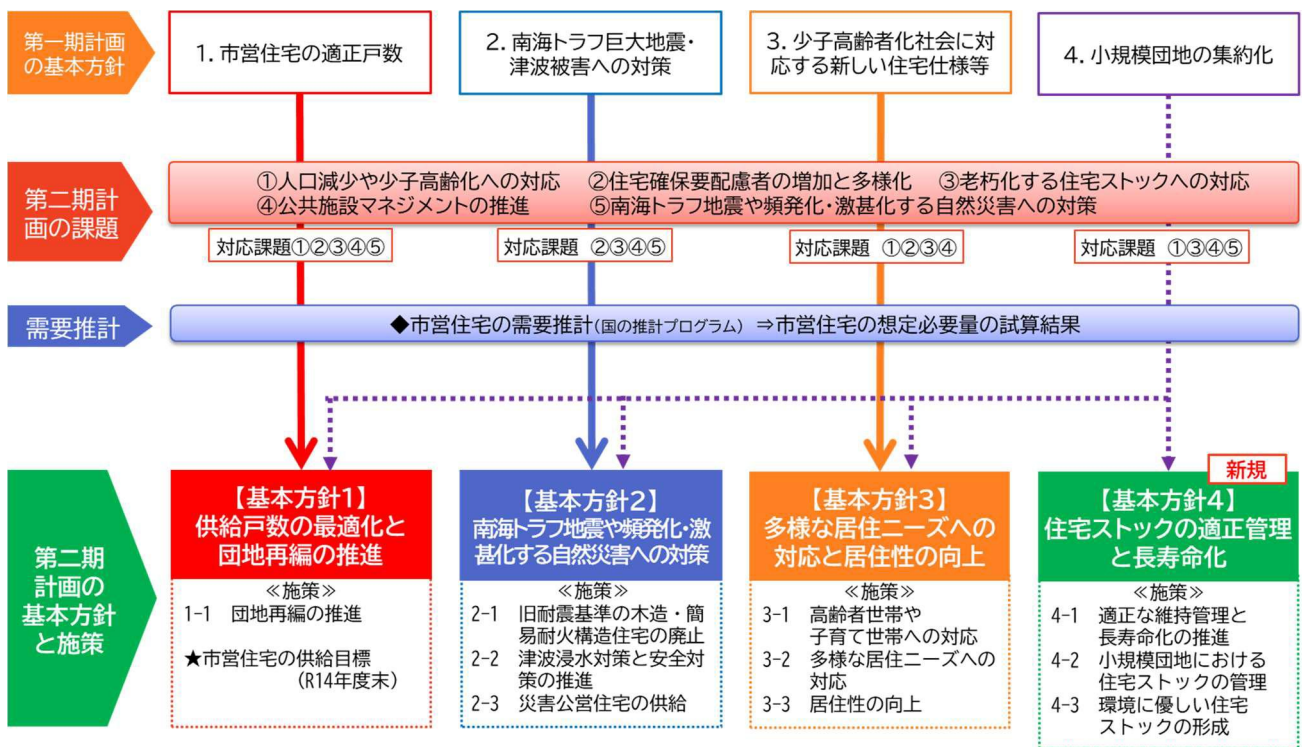 第一期計画
の基本方針
1. 市営住宅の適正戸数
2. 南海トラフ巨大地震・
津波被害への対策
3. 少子高齢者化社会に対
応する新しい住宅仕様等
4. 小規模団地の集約化
第二期計
画の課題
①人口減少や少子高齢化への対応 ②住宅確保要配慮者の増加と多様化 ③老朽化する住宅ストックへの対応
④公共施設マネジメントの推進 ⑤南海トラフ地震や頻発化・激甚化する自然災害への対策
対応課題①②③④⑤
対応課題 ②③④⑤
対応課題 ①②③④
対応課題 ①③④⑤
需要推計
◆市営住宅の需要推計(国の推計プログラム) ⇒市営住宅の想定必要量の試算結果
第二期
計画の
基本方針
と施策
【基本方針1】
供給戸数の最適化と
団地再編の推進
≪施策≫
1-1 団地再編の推進
★市営住宅の供給目標
(R14年度末)
【基本方針2】
南海トラフ地震や頻発化・激
甚化する自然災害への対策
≪施策≫
2-1 旧耐震基準の木造・簡
易耐火構造住宅の廃止
2-2 津波浸水対策と安全対
策の推進
2-3 災害公営住宅の供給
【基本方針3】
多様な居住ニーズへの
対応と居住性の向上
≪施策≫
3-1 高齢者世帯や
子育て世帯への対応
3-2 多様な居住ニーズへの
対応
3-3 居住性の向上
新規
【基本方針4】
住宅ストックの適正管理
と長寿命化
≪施策≫
4-1 適正な維持管理と
長寿命化の推進
4-2 小規模団地における
住宅ストックの管理
4-3 環境に優しい住宅
ストックの形成